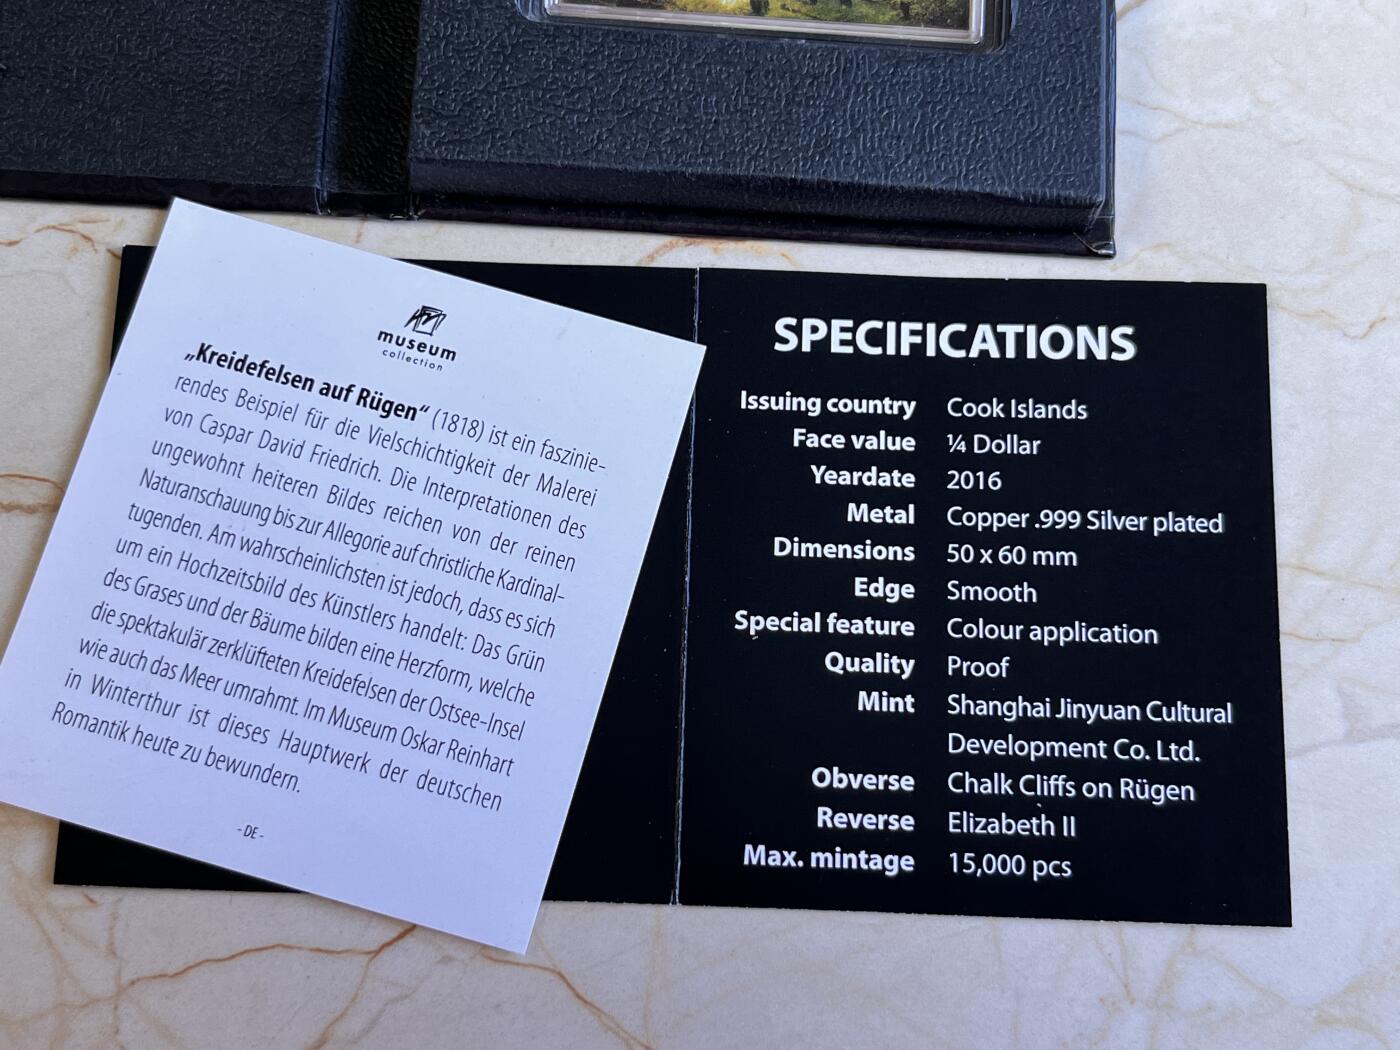 museum
collection
„Kreidefelsen auf Rügen“ (1818) ist ein faszinie-
rendes Beispiel für die Vielschichtigkeit der Malerei
von Caspar David Friedrich. Die Interpretationen des
ungewohnt heiteren Bildes reichen von der reinen
Naturanschauung bis zur Allegorie auf christliche Kardinal-
tugenden. Am wahrscheinlichsten ist jedoch, dass es sich
um ein Hochzeitsbild des Künstlers handelt: Das Grün
des Grases und der Bäume bilden eine Herzform, welche
die spektakulär zerklüfteten Kreidefelsen der Ostsee-Insel
wie auch das Meer umrahmt. Im Museum Oskar Reinhart
in Winterthur ist dieses Hauptwerk der deutschen
Romantik heute zu bewundern.
- DE -
SPECIFICATIONS
Issuing country Cook Islands
Face value ¼ Dollar
Yeardate 2016
Metal Copper .999 Silver plated
Dimensions 50 x 60 mm
Edge Smooth
Special feature Colour application
Quality Proof
Mint Shanghai Jinyuan Cultural
Development Co. Ltd.
Obverse Chalk Cliffs on Rügen
Reverse Elizabeth II
Max. mintage 15,000 pcs